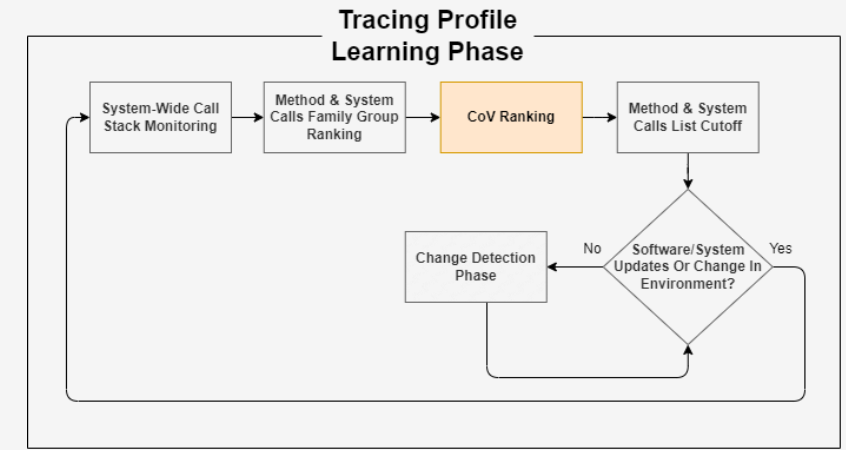 Tracing Profile
Learning Phase
System-Wide Call
Stack Monitoring
Method & System
Calls Family Group
Ranking
CoV Ranking
Method & System
Calls List Cutoff
Change Detection
Phase
No
Software/System
Updates Or Change In
Environment?
Yes